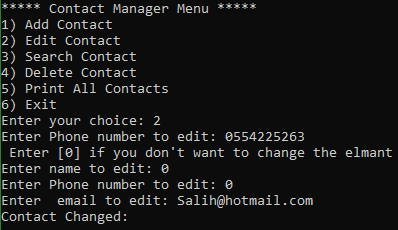 ***** Contact Manager Menu *****
1) Add Contact
2) Edit Contact
3) Search Contact
4) Delete Contact
5) Print All Contacts
6) Exit
Enter your choice: 2
Enter Phone number to edit: 0554225263
 Enter [0] if you don't want to change the elmant
Enter name to edit: 0
Enter Phone number to edit: 0
Enter  email to edit: Salih@hotmail.com
Contact Changed: